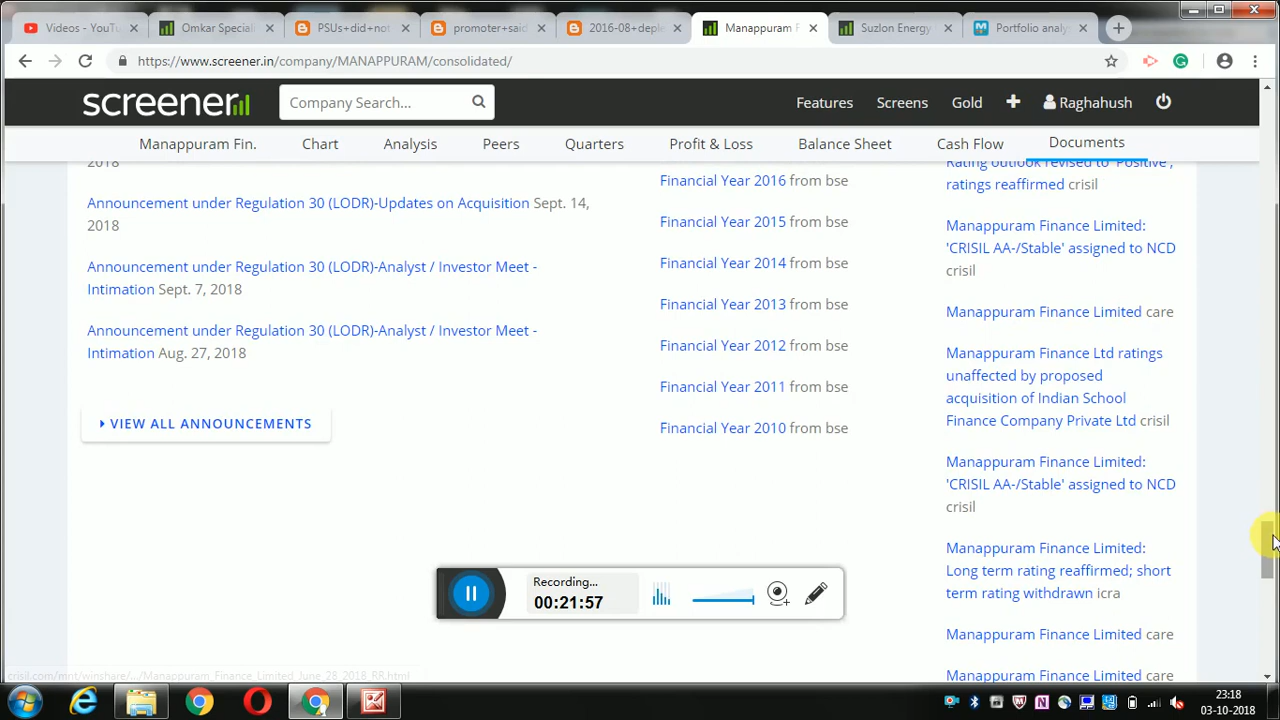 Videos - YouTu
Omkar Speciali
PSUs+did+not
promoter+said
2016-08+deple
Manappuram F
Suzlon Energy
Portfolio analy
https://www.screener.in/company/MANAPPURAM/consolidated/
screener
Company Search...
Features
Screens
Gold
Raghahush
Manappuram Fin.
Chart
Analysis
Peers
Quarters
Profit & Loss
Balance Sheet
Cash Flow
Documents
2018
Announcement under Regulation 30 (LODR)-Updates on Acquisition Sept. 14,
2018
Announcement under Regulation 30 (LODR)-Analyst / Investor Meet -
Intimation Sept. 7, 2018
Announcement under Regulation 30 (LODR)-Analyst / Investor Meet -
Intimation Aug. 27, 2018
VIEW ALL ANNOUNCEMENTS
Financial Year 2016 from bse
Financial Year 2015 from bse
Financial Year 2014 from bse
Financial Year 2013 from bse
Financial Year 2012 from bse
Financial Year 2011 from bse
Financial Year 2010 from bse
Rating outlook revised to 'Positive',
ratings reaffirmed crisil
Manappuram Finance Limited:
'CRISIL AA-/Stable' assigned to NCD
crisil
Manappuram Finance Limited care
Manappuram Finance Ltd ratings
unaffected by proposed
acquisition of Indian School
Finance Company Private Ltd crisil
Manappuram Finance Limited:
'CRISIL AA-/Stable' assigned to NCD
crisil
Manappuram Finance Limited:
Long term rating reaffirmed; short
term rating withdrawn icra
Manappuram Finance Limited care
Manappuram Finance Limited care
Recording...
00:21:57
crisil.com/mnt/winshare/.../Manappuram_Finance_Limited_June_28_2018_RR.html
23:18
03-10-2018